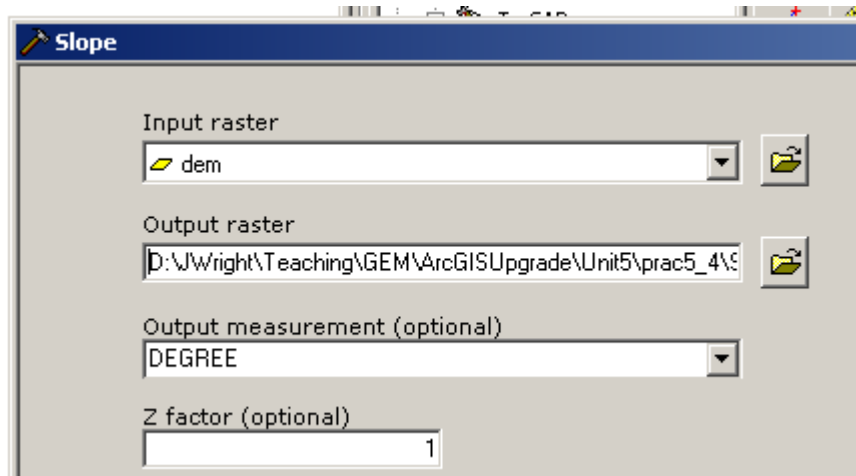 Slope
Input raster
dem
Output raster
D:\JWright\Teaching\GEM\ArcGISUpgrade\Unit5\prac5_4\S
Output measurement (optional)
DEGREE
Z factor (optional)
1